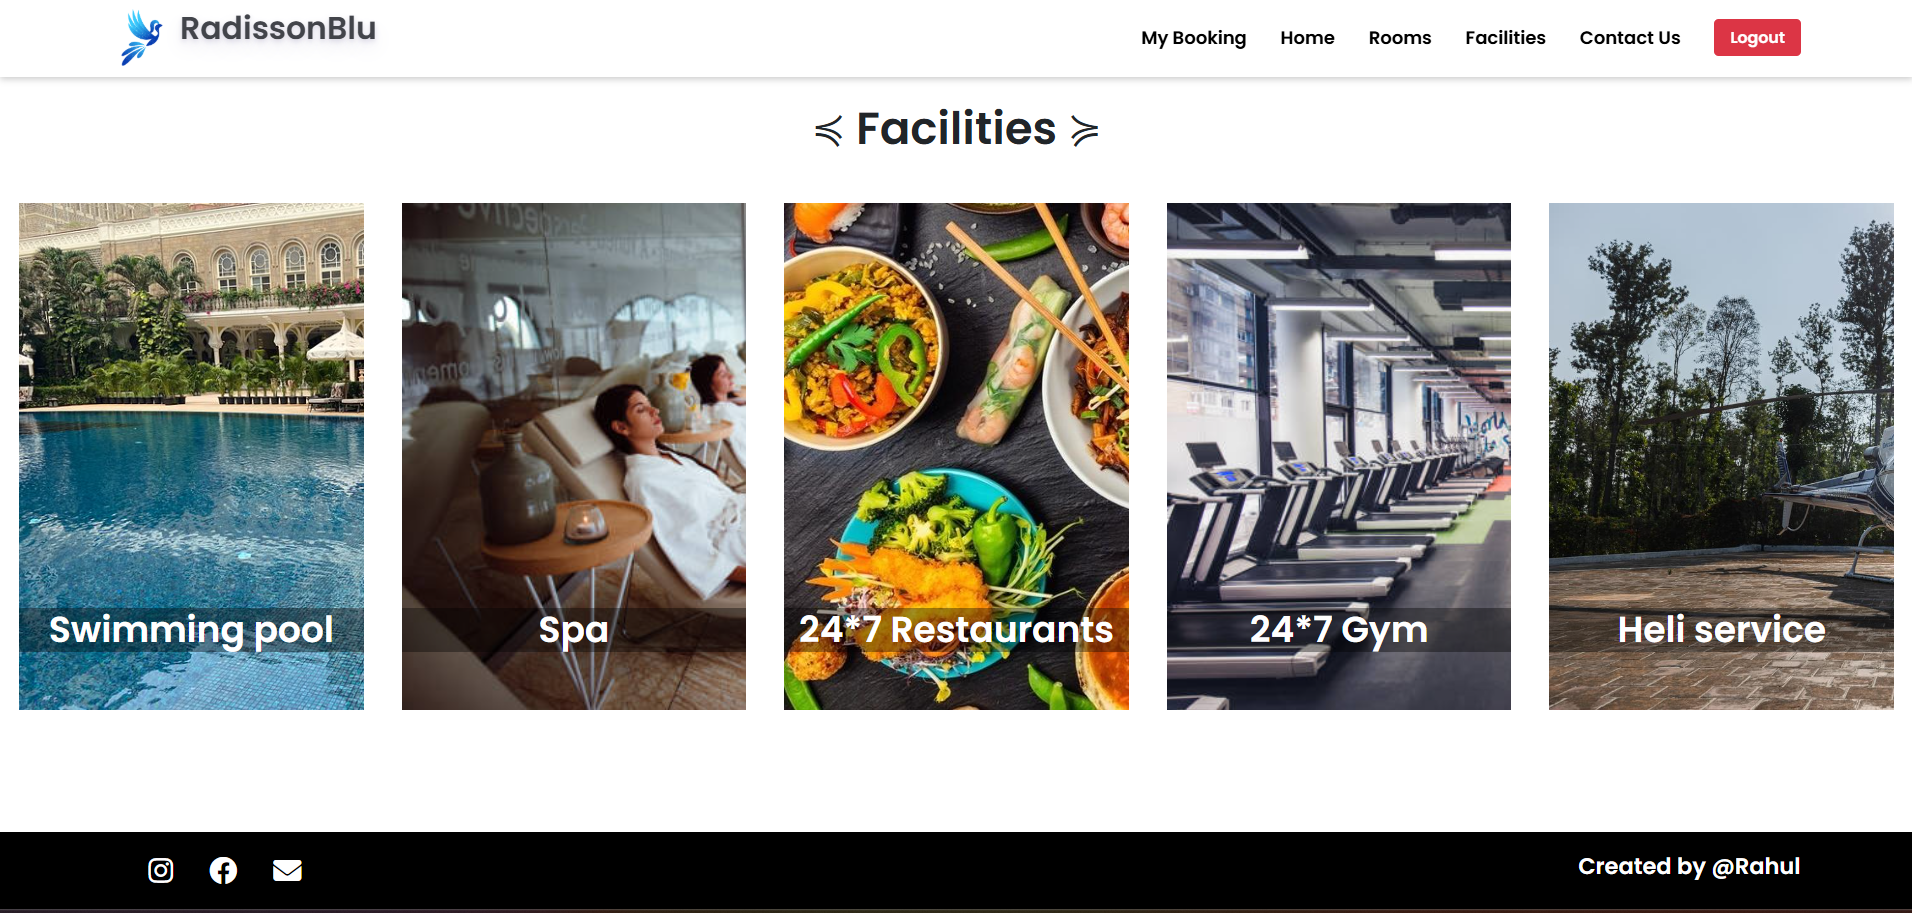 RadissonBlu
My Booking
Home
Rooms
Facilities
Contact Us
Logout
≼ Facilities ≽
Swimming pool
Spa
24*7 Restaurants
24*7 Gym
Heli service
Created by @Rahul